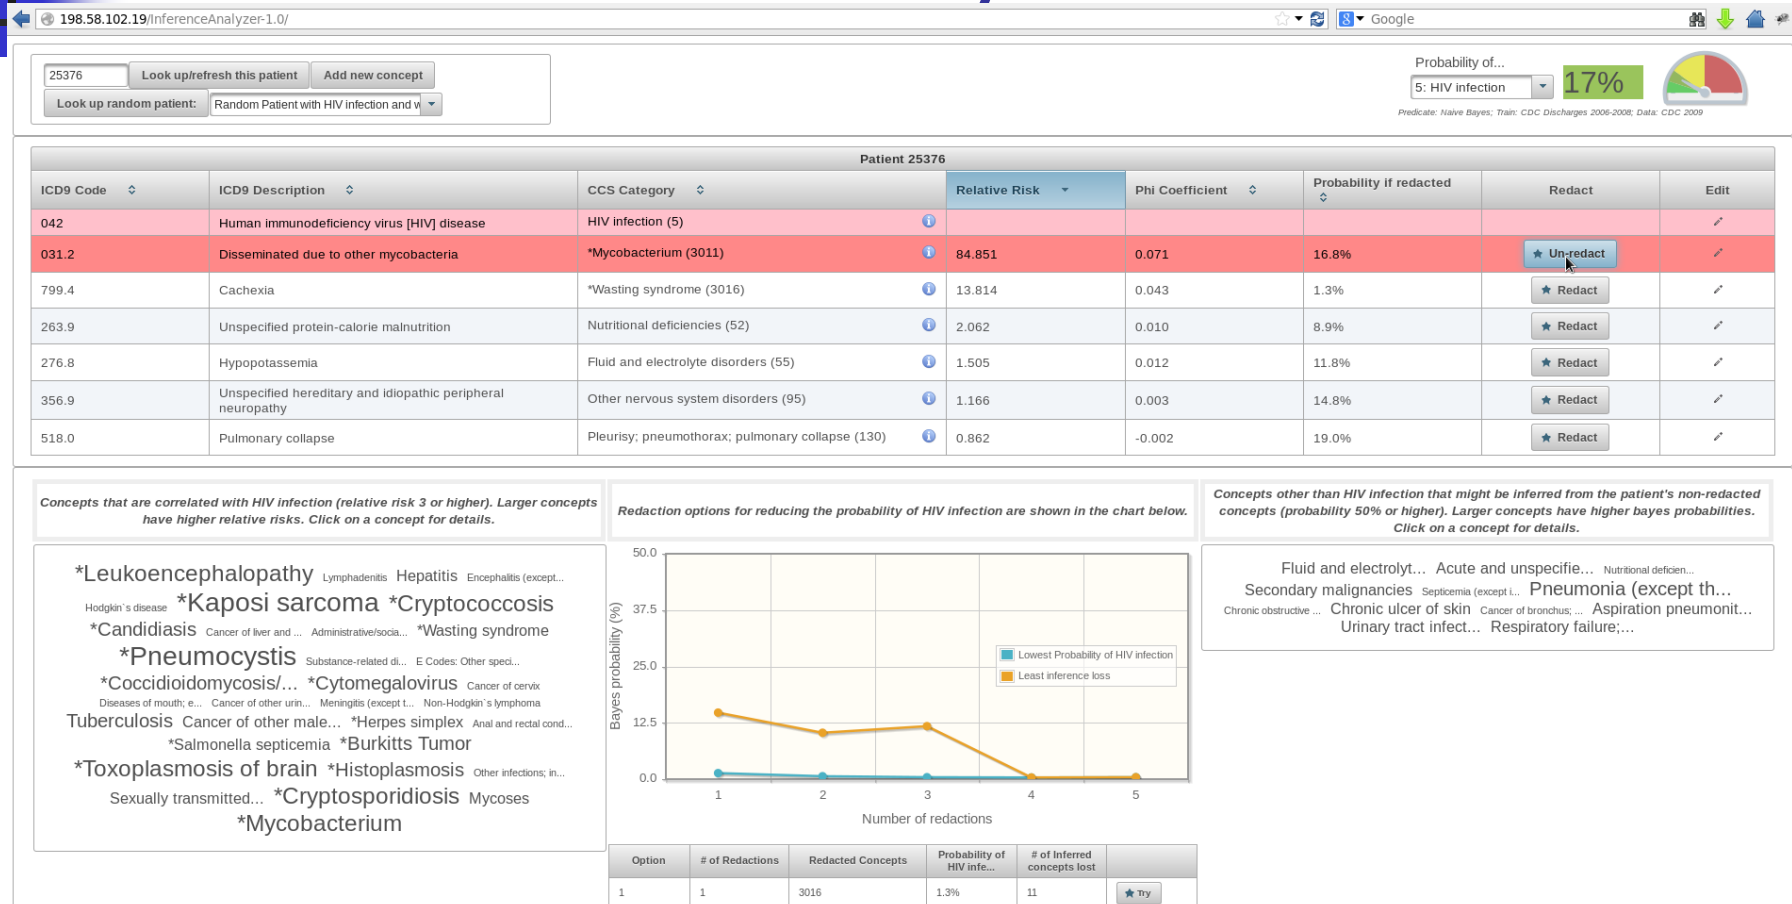 198.58.102.19/InferenceAnalyzer-1.0/
Google
25376
Look up/refresh this patient
Add new concept
Look up random patient:
Random Patient with HIV infection and w
Probability of...
5: HIV infection
17%
Predicate: Naive Bayes; Train: CDC Discharges 2006-2008; Data: CDC 2009
Patient 25376
ICD9 Code ICD9 Description CCS Category Relative Risk Phi Coefficient Probability if redacted Redact Edit
042 Human immunodeficiency virus [HIV] disease HIV infection (5)
031.2 Disseminated due to other mycobacteria *Mycobacterium (3011) 84.851 0.071 16.8% Un-redact
799.4 Cachexia *Wasting syndrome (3016) 13.814 0.043 1.3% Redact
263.9 Unspecified protein-calorie malnutrition Nutritional deficiencies (52) 2.062 0.010 8.9% Redact
276.8 Hypopotassemia Fluid and electrolyte disorders (55) 1.505 0.012 11.8% Redact
356.9 Unspecified hereditary and idiopathic peripheral neuropathy Other nervous system disorders (95) 1.166 0.003 14.8% Redact
518.0 Pulmonary collapse Pleurisy; pneumothorax; pulmonary collapse (130) 0.862 -0.002 19.0% Redact
Concepts that are correlated with HIV infection (relative risk 3 or higher). Larger concepts
have higher relative risks. Click on a concept for details.
*Leukoencephalopathy Lymphadenitis Hepatitis Encephalitis (except...
Hodgkin`s disease *Kaposi sarcoma *Cryptococcosis
*Candidiasis Cancer of liver and ... Administrative/socia... *Wasting syndrome
*Pneumocystis Substance-related di... E Codes: Other speci...
*Coccidioidomycosis/... *Cytomegalovirus Cancer of cervix
Diseases of mouth; e... Cancer of other urin... Meningitis (except t... Non-Hodgkin`s lymphoma
Tuberculosis Cancer of other male... *Herpes simplex Anal and rectal cond...
*Salmonella septicemia *Burkitts Tumor
*Toxoplasmosis of brain *Histoplasmosis Other infections; in...
Sexually transmitted... *Cryptosporidiosis Mycoses
*Mycobacterium
Redaction options for reducing the probability of HIV infection are shown in the chart below.
Bayes probability (%)
50.0
37.5
25.0
12.5
0.0
Lowest Probability of HIV infection
Least inference loss
1 2 3 4 5
Number of redactions
Option # of Redactions Redacted Concepts Probability of HIV infe... # of Inferred concepts lost
1 1 3016 1.3% 11 Try
Concepts other than HIV infection that might be inferred from the patient's non-redacted
concepts (probability 50% or higher). Larger concepts have higher bayes probabilities.
Click on a concept for details.
Fluid and electrolyt... Acute and unspecifie... Nutritional deficien...
Secondary malignancies Septicemia (except i... Pneumonia (except th...
Chronic obstructive ... Chronic ulcer of skin Cancer of bronchus; ... Aspiration pneumonit...
Urinary tract infect... Respiratory failure;...